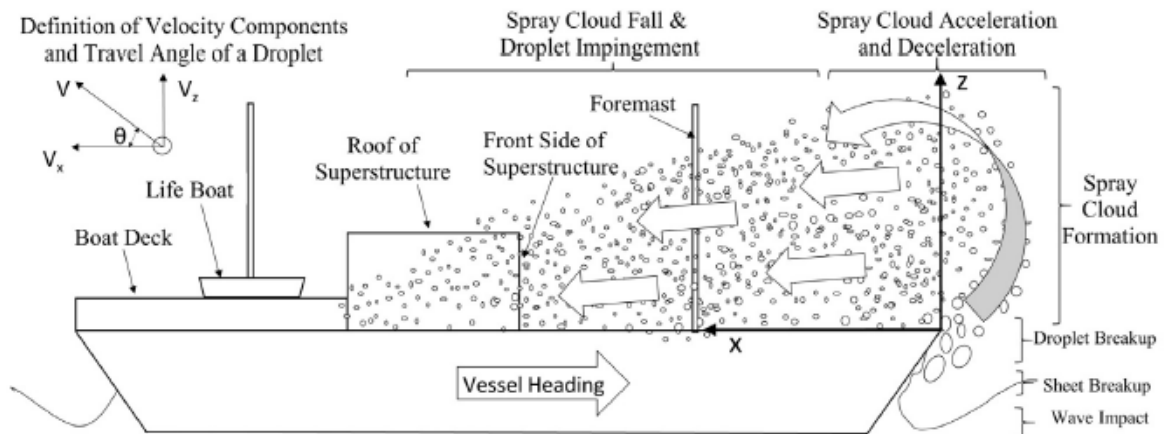 Definition of Velocity Components
and Travel Angle of a Droplet
Spray Cloud Fall &
Droplet Impingement
Spray Cloud Acceleration
and Deceleration
V
Vz
θ
Vx
Z
Foremast
Roof of
Superstructure
Front Side of
Superstructure
Life Boat
Boat Deck
Spray
Cloud
Formation
X
Droplet Breakup
Vessel Heading
Sheet Breakup
Wave Impact